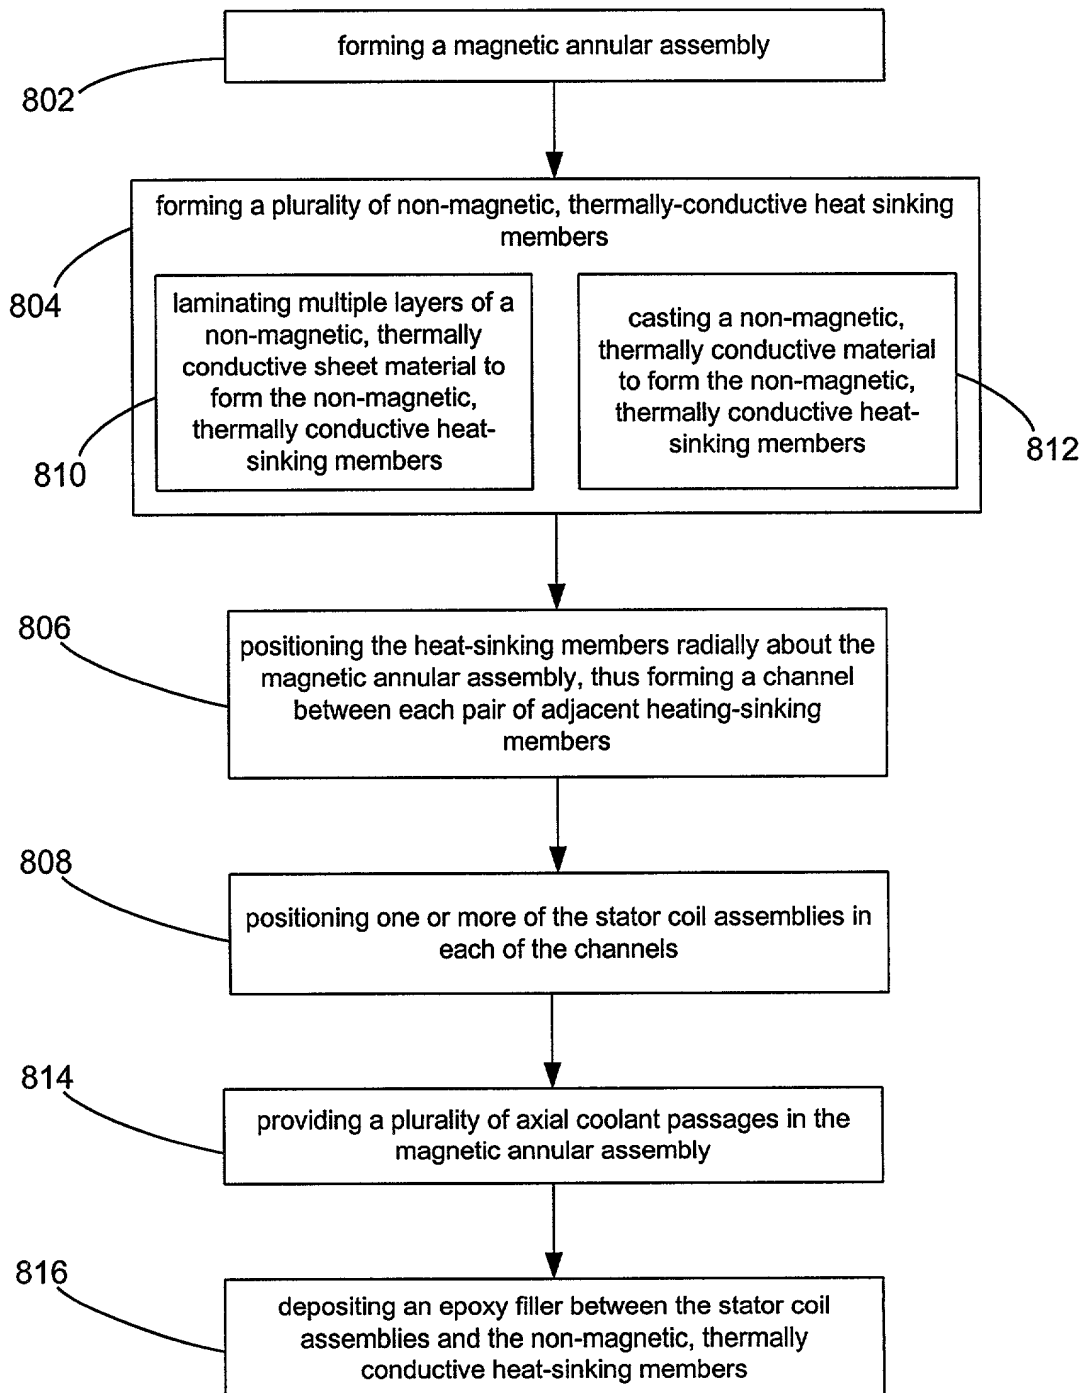 forming a magnetic annular assembly
802
forming a plurality of non-magnetic, thermally-conductive heat sinking
members
804
laminating multiple layers of a
non-magnetic, thermally
conductive sheet material to
form the non-magnetic,
thermally conductive heat-
sinking members
810
casting a non-magnetic,
thermally conductive material
to form the non-magnetic,
thermally conductive heat-
sinking members
812
806
positioning the heat-sinking members radially about the
magnetic annular assembly, thus forming a channel
between each pair of adjacent heating-sinking
members
808
positioning one or more of the stator coil assemblies in
each of the channels
814
providing a plurality of axial coolant passages in the
magnetic annular assembly
816
depositing an epoxy filler between the stator coil
assemblies and the non-magnetic, thermally
conductive heat-sinking members